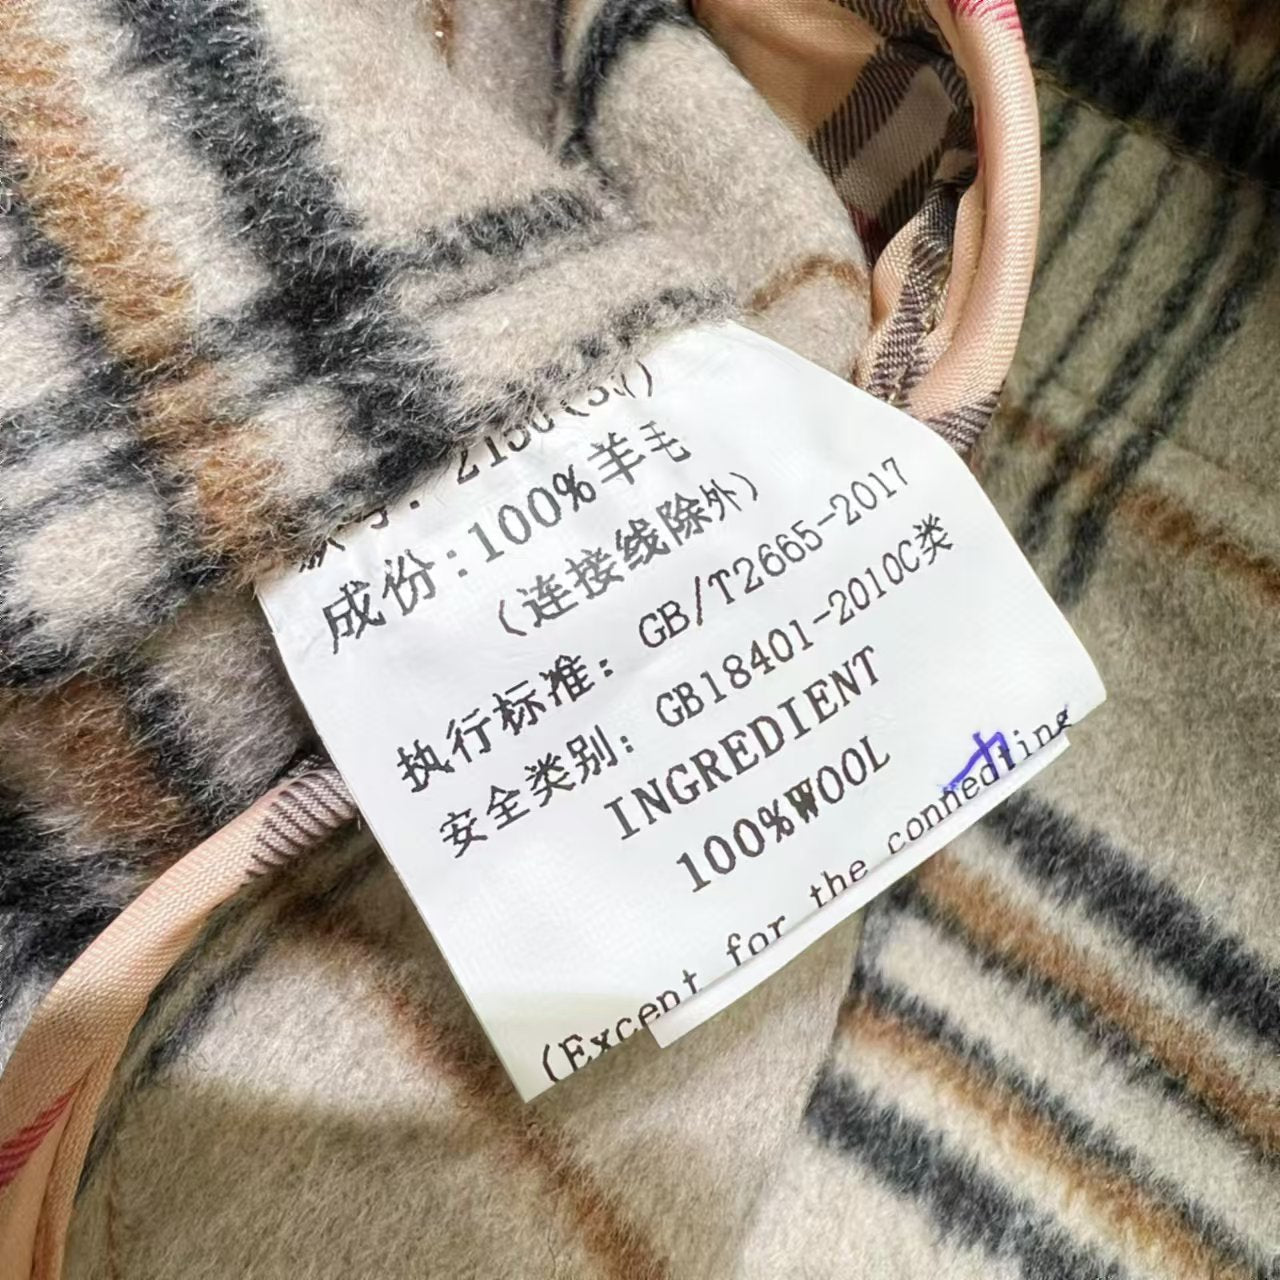 成份:100%羊毛
(连接线除外)
执行标准: GB/T2665-2017
安全类别: GB18401-2010C类
INGREDIENT
100%WOOL
(Except for the connecting